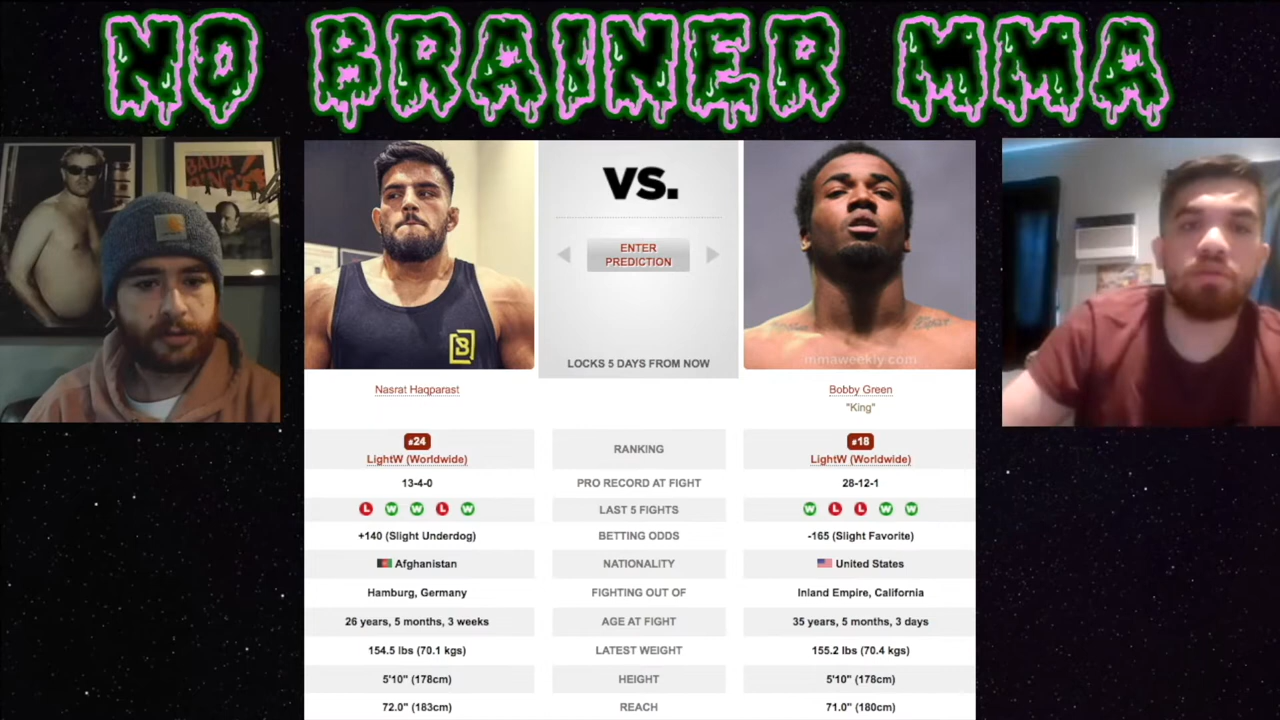 NO BRAINER MMA
BADA
BING
VS.
ENTER
PREDICTION
LOCKS 5 DAYS FROM NOW
mmaweekly.com
Nasrat Haqparast
Bobby Green
"King"
#24
LightW (Worldwide)
RANKING
#18
LightW (Worldwide)
13-4-0
PRO RECORD AT FIGHT
28-12-1
L W W L W
LAST 5 FIGHTS
W L L W W
+140 (Slight Underdog)
BETTING ODDS
-165 (Slight Favorite)
Afghanistan
NATIONALITY
United States
Hamburg, Germany
FIGHTING OUT OF
Inland Empire, California
26 years, 5 months, 3 weeks
AGE AT FIGHT
35 years, 5 months, 3 days
154.5 lbs (70.1 kgs)
LATEST WEIGHT
155.2 lbs (70.4 kgs)
5'10" (178cm)
HEIGHT
5'10" (178cm)
72.0" (183cm)
REACH
71.0" (180cm)